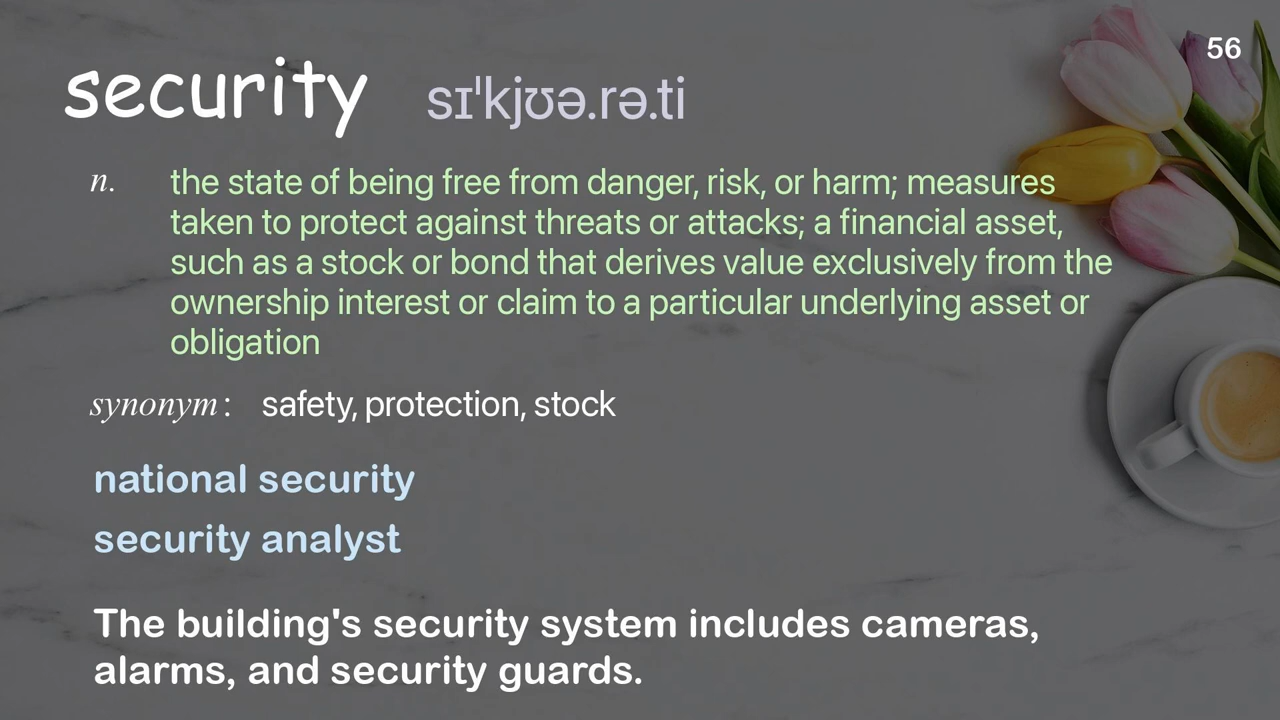 56
security sɪˈkjʊə.rə.ti
n. the state of being free from danger, risk, or harm; measures
taken to protect against threats or attacks; a financial asset,
such as a stock or bond that derives value exclusively from the
ownership interest or claim to a particular underlying asset or
obligation
synonym: safety, protection, stock
national security
security analyst
The building's security system includes cameras,
alarms, and security guards.